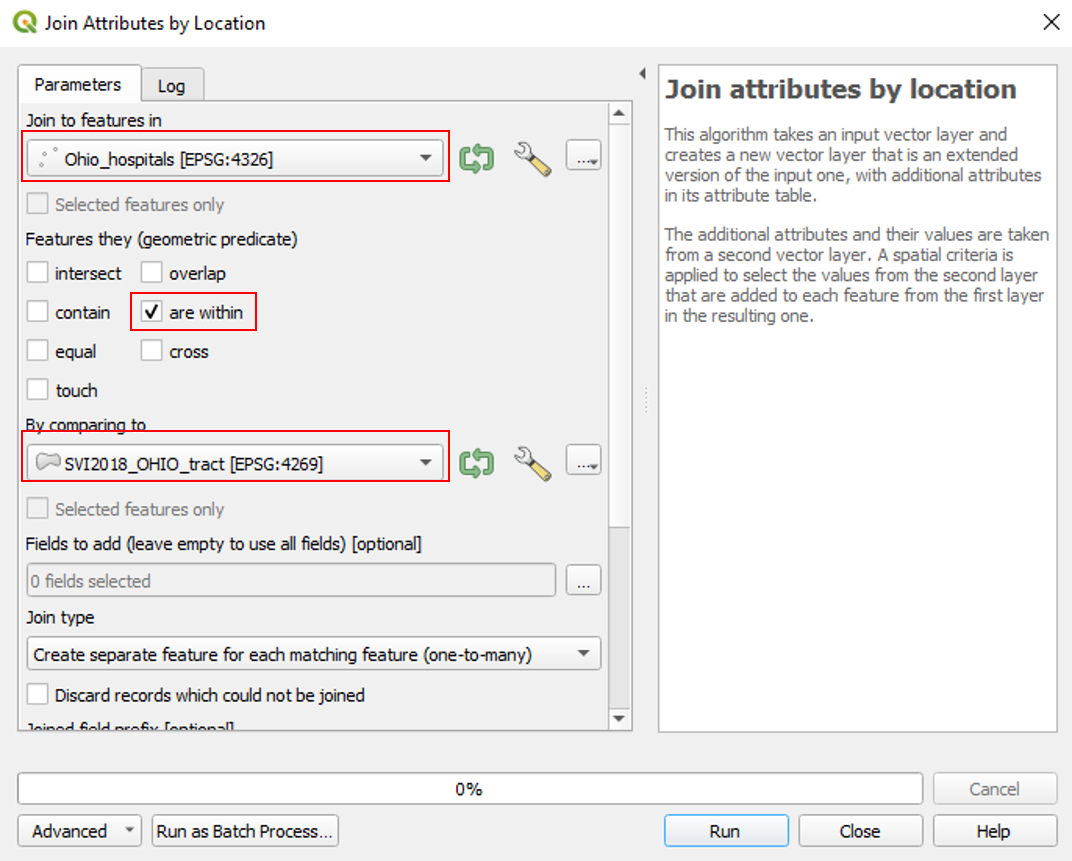 Join Attributes by Location
Parameters
Log
Join to features in
Ohio_hospitals [EPSG:4326]
...
Selected features only
Features they (geometric predicate)
intersect
overlap
contain
are within
equal
cross
touch
By comparing to
SVI2018_OHIO_tract [EPSG:4269]
...
Selected features only
Fields to add (leave empty to use all fields) [optional]
0 fields selected
...
Join type
Create separate feature for each matching feature (one-to-many)
Discard records which could not be joined
Joined field prefix [optional]
Join attributes by location
This algorithm takes an input vector layer and
creates a new vector layer that is an extended
version of the input one, with additional attributes
in its attribute table.
The additional attributes and their values are taken
from a second vector layer. A spatial criteria is
applied to select the values from the second layer
that are added to each feature from the first layer
in the resulting one.
0%
Cancel
Advanced
Run as Batch Process...
Run
Close
Help